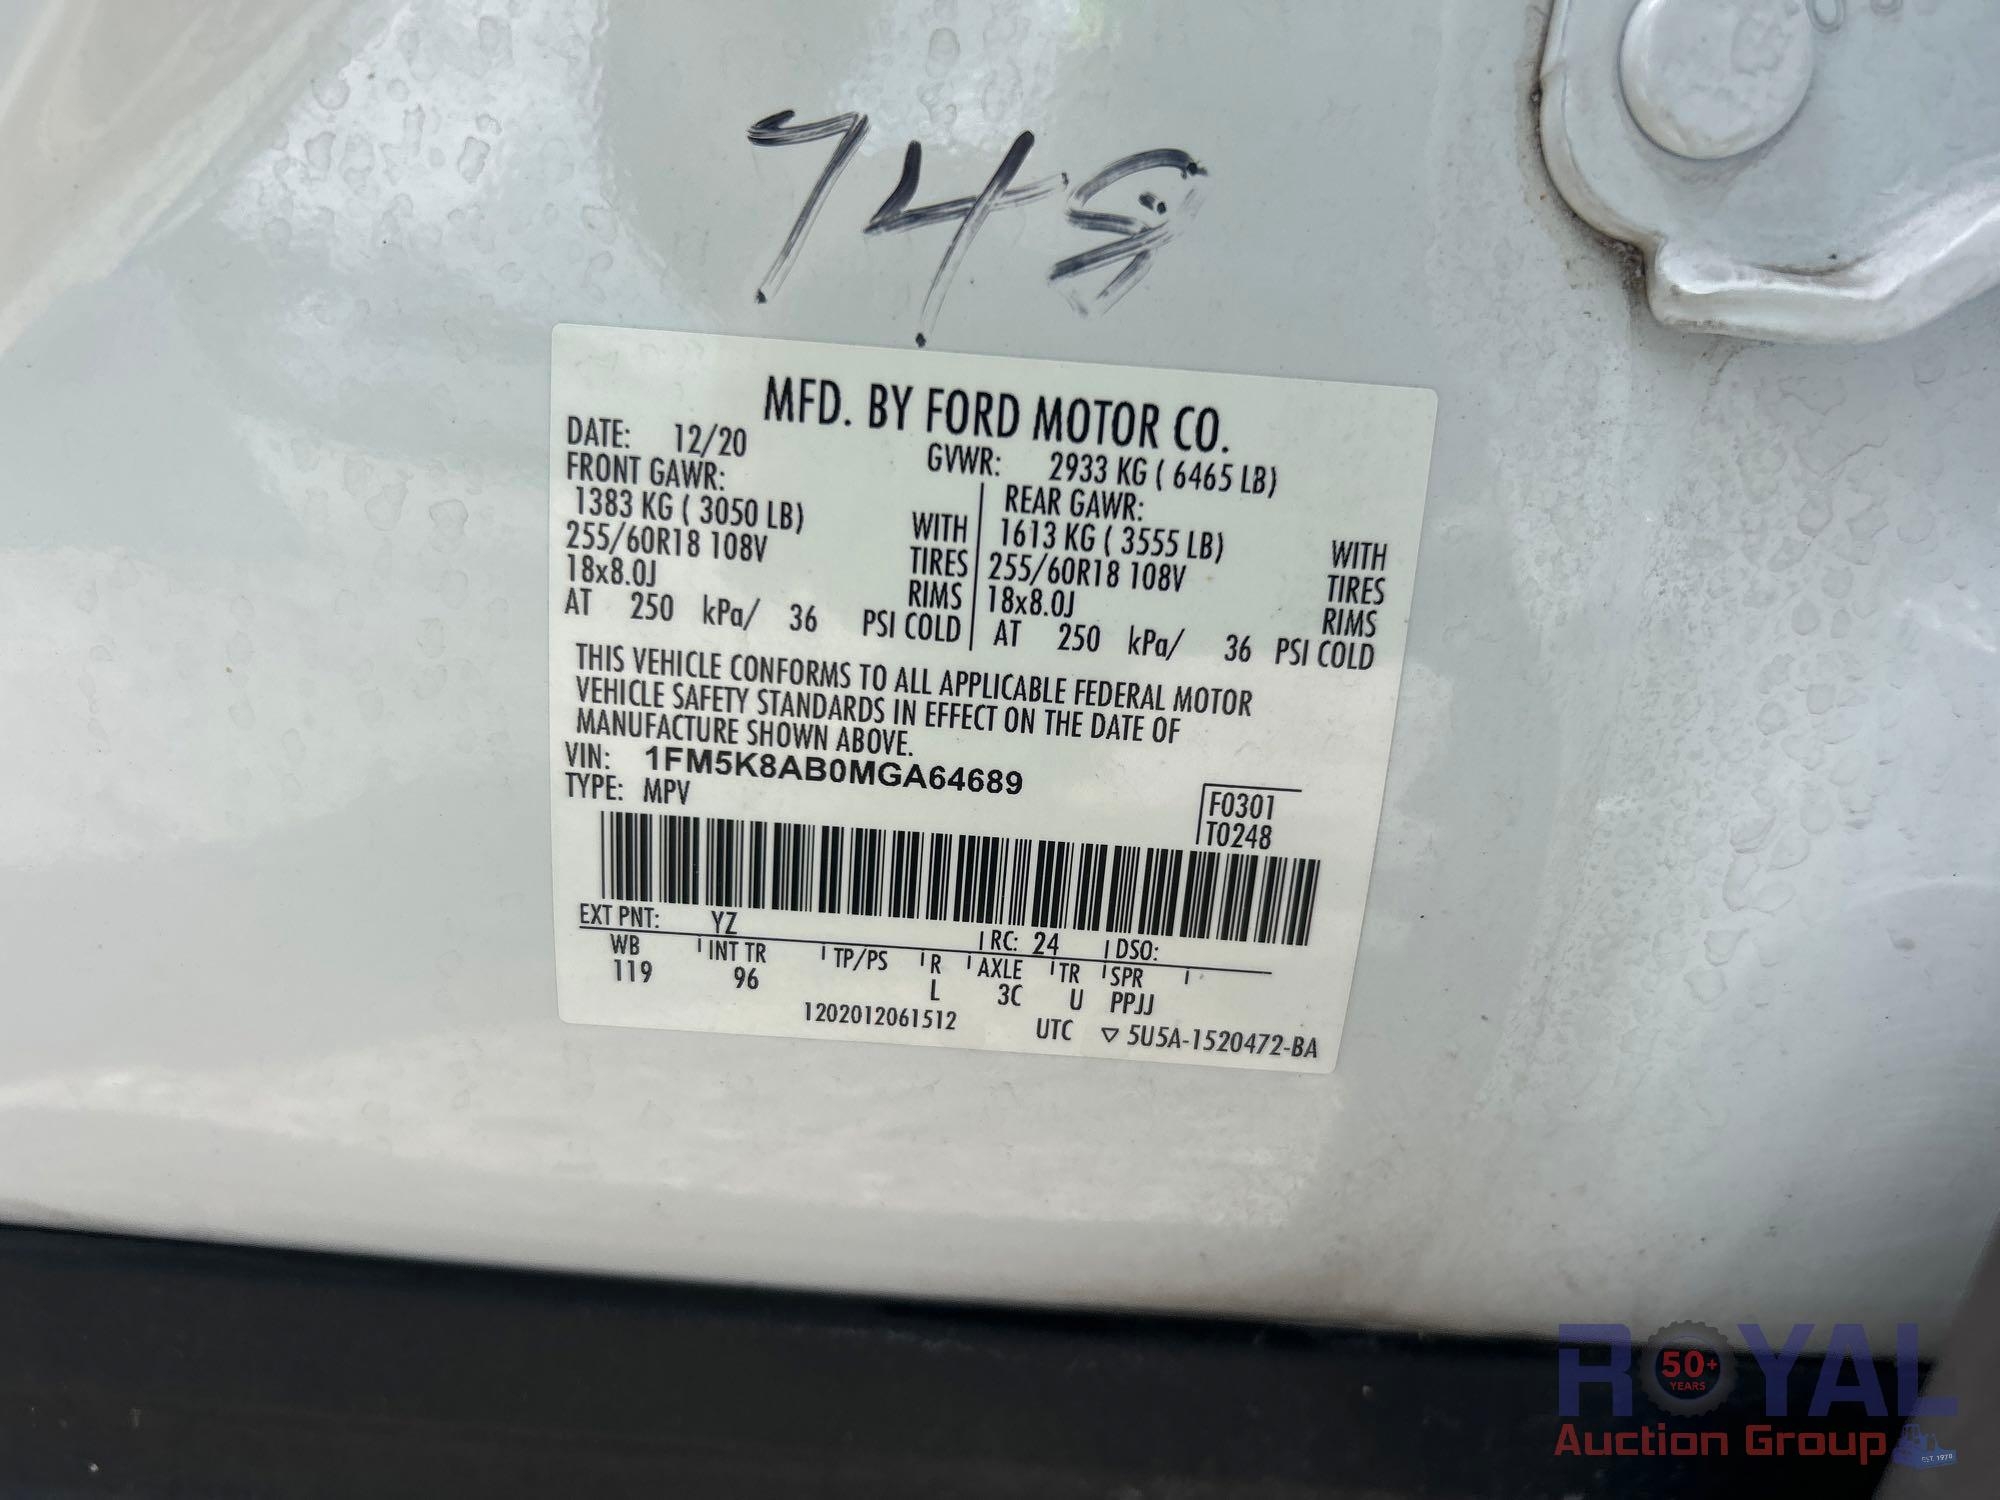 748
MFD. BY FORD MOTOR CO.
DATE: 12/20 GVWR: 2933 KG ( 6465 LB)
FRONT GAWR: REAR GAWR:
1383 KG ( 3050 LB) WITH 1613 KG ( 3555 LB) WITH
255/60R18 108V TIRES 255/60R18 108V TIRES
18x8.0J RIMS 18x8.0J RIMS
AT 250 kPa/ 36 PSI COLD AT 250 kPa/ 36 PSI COLD
THIS VEHICLE CONFORMS TO ALL APPLICABLE FEDERAL MOTOR
VEHICLE SAFETY STANDARDS IN EFFECT ON THE DATE OF
MANUFACTURE SHOWN ABOVE.
VIN: 1FM5K8AB0MGA64689
TYPE: MPV
F0301
T0248
EXT PNT: YZ RC: 24 DSO:
WB INT TR TP/PS R AXLE TR SPR
119 96 L 3C U PPJJ
1202012061512 UTC ▽ 5U5A-1520472-BA
ROYAL
50+
YEARS
Auction Group
EST. 1970